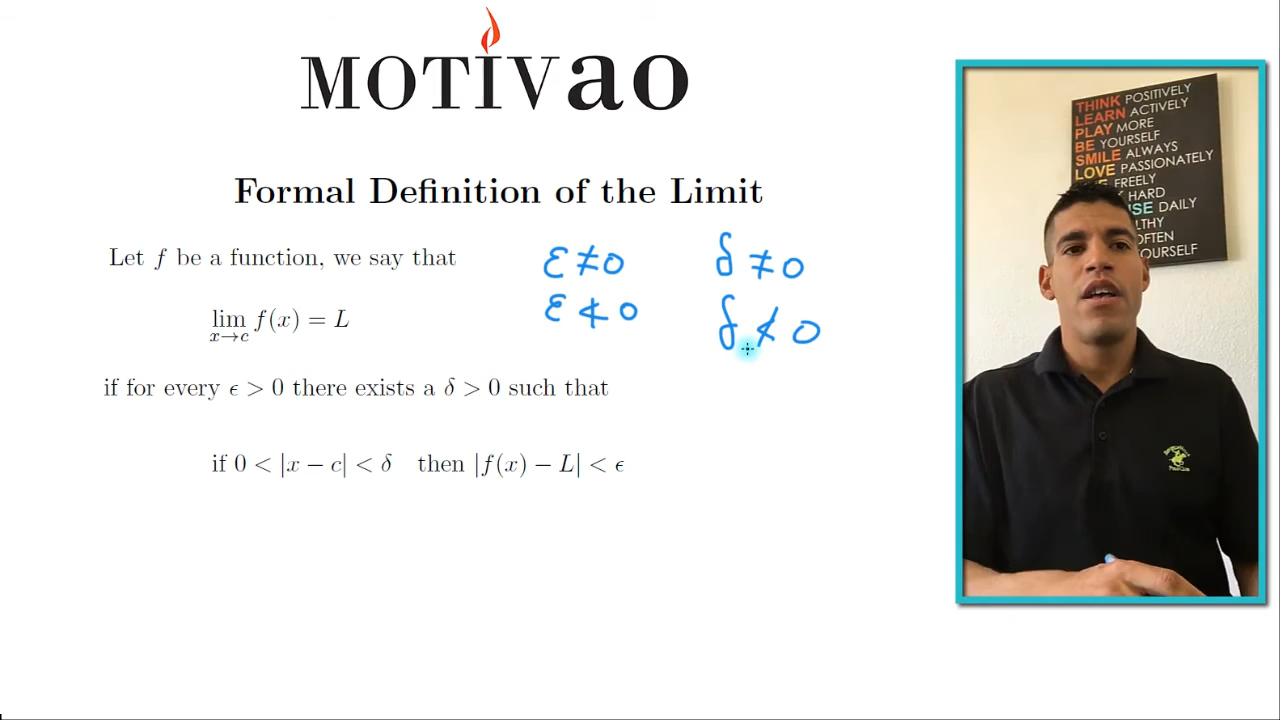 MOTIVao
Formal Definition of the Limit
Let f be a function, we say that
lim x→c f(x) = L
if for every ϵ > 0 there exists a δ > 0 such that
if 0 < |x − c| < δ then |f(x) − L| < ϵ
ε ≠ 0
ε ≮ 0
δ ≠ 0
δ ≮ 0
THINK POSITIVELY
LEARN ACTIVELY
PLAY MORE
BE YOURSELF
SMILE ALWAYS
LOVE PASSIONATELY
FREELY
HARD
DAILY
OFTEN